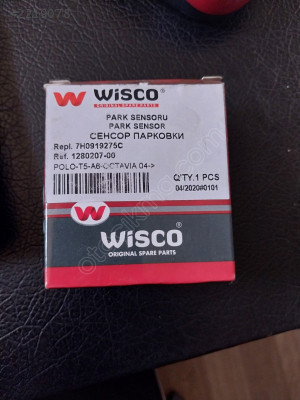 WISCO
ORIGINAL SPARE PARTS
PARK SENSORU
PARK SENSOR
СЕНСОР ПАРКОВКИ
Repl. 7H0919275C
Ref. 1280207-00
POLO-T5-A6-OCTAVIA 04->
Q'TY.1 PCS
04/2020#0101
WISCO
ORIGINAL SPARE PARTS